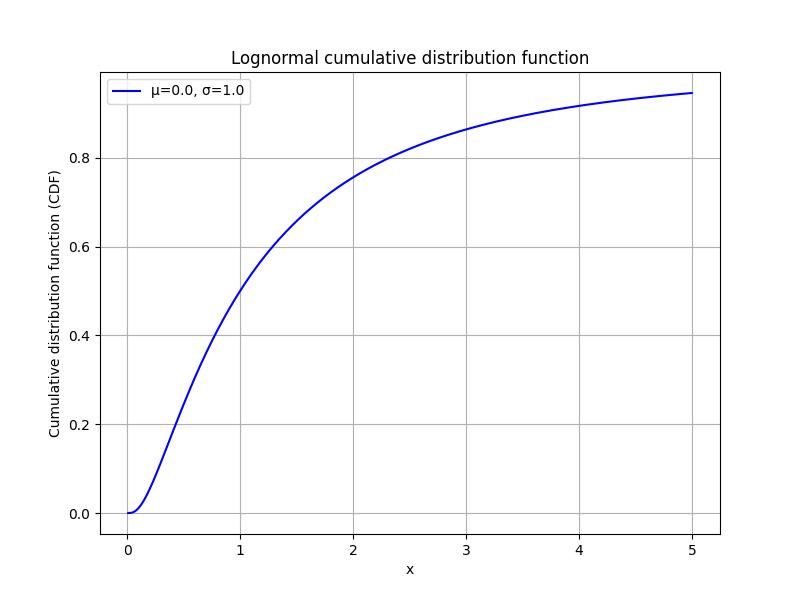 Lognormal cumulative distribution function
μ=0.0, σ=1.0
Cumulative distribution function (CDF)
0.8
0.6
0.4
0.2
0.0
0 1 2 3 4 5
x